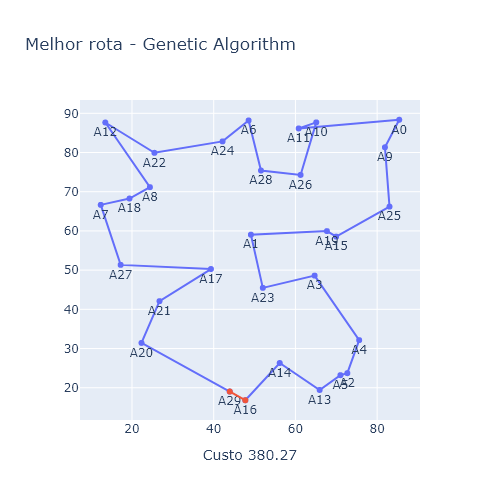 Melhor rota - Genetic Algorithm
90
80
70
60
50
40
30
20
20
40
60
80
A12
A22
A24
A6
A11
A10
A0
A9
A28
A26
A8
A18
A7
A25
A1
A19
A15
A27
A17
A3
A23
A21
A20
A4
A14
A2
A5
A13
A29
A16
Custo 380.27